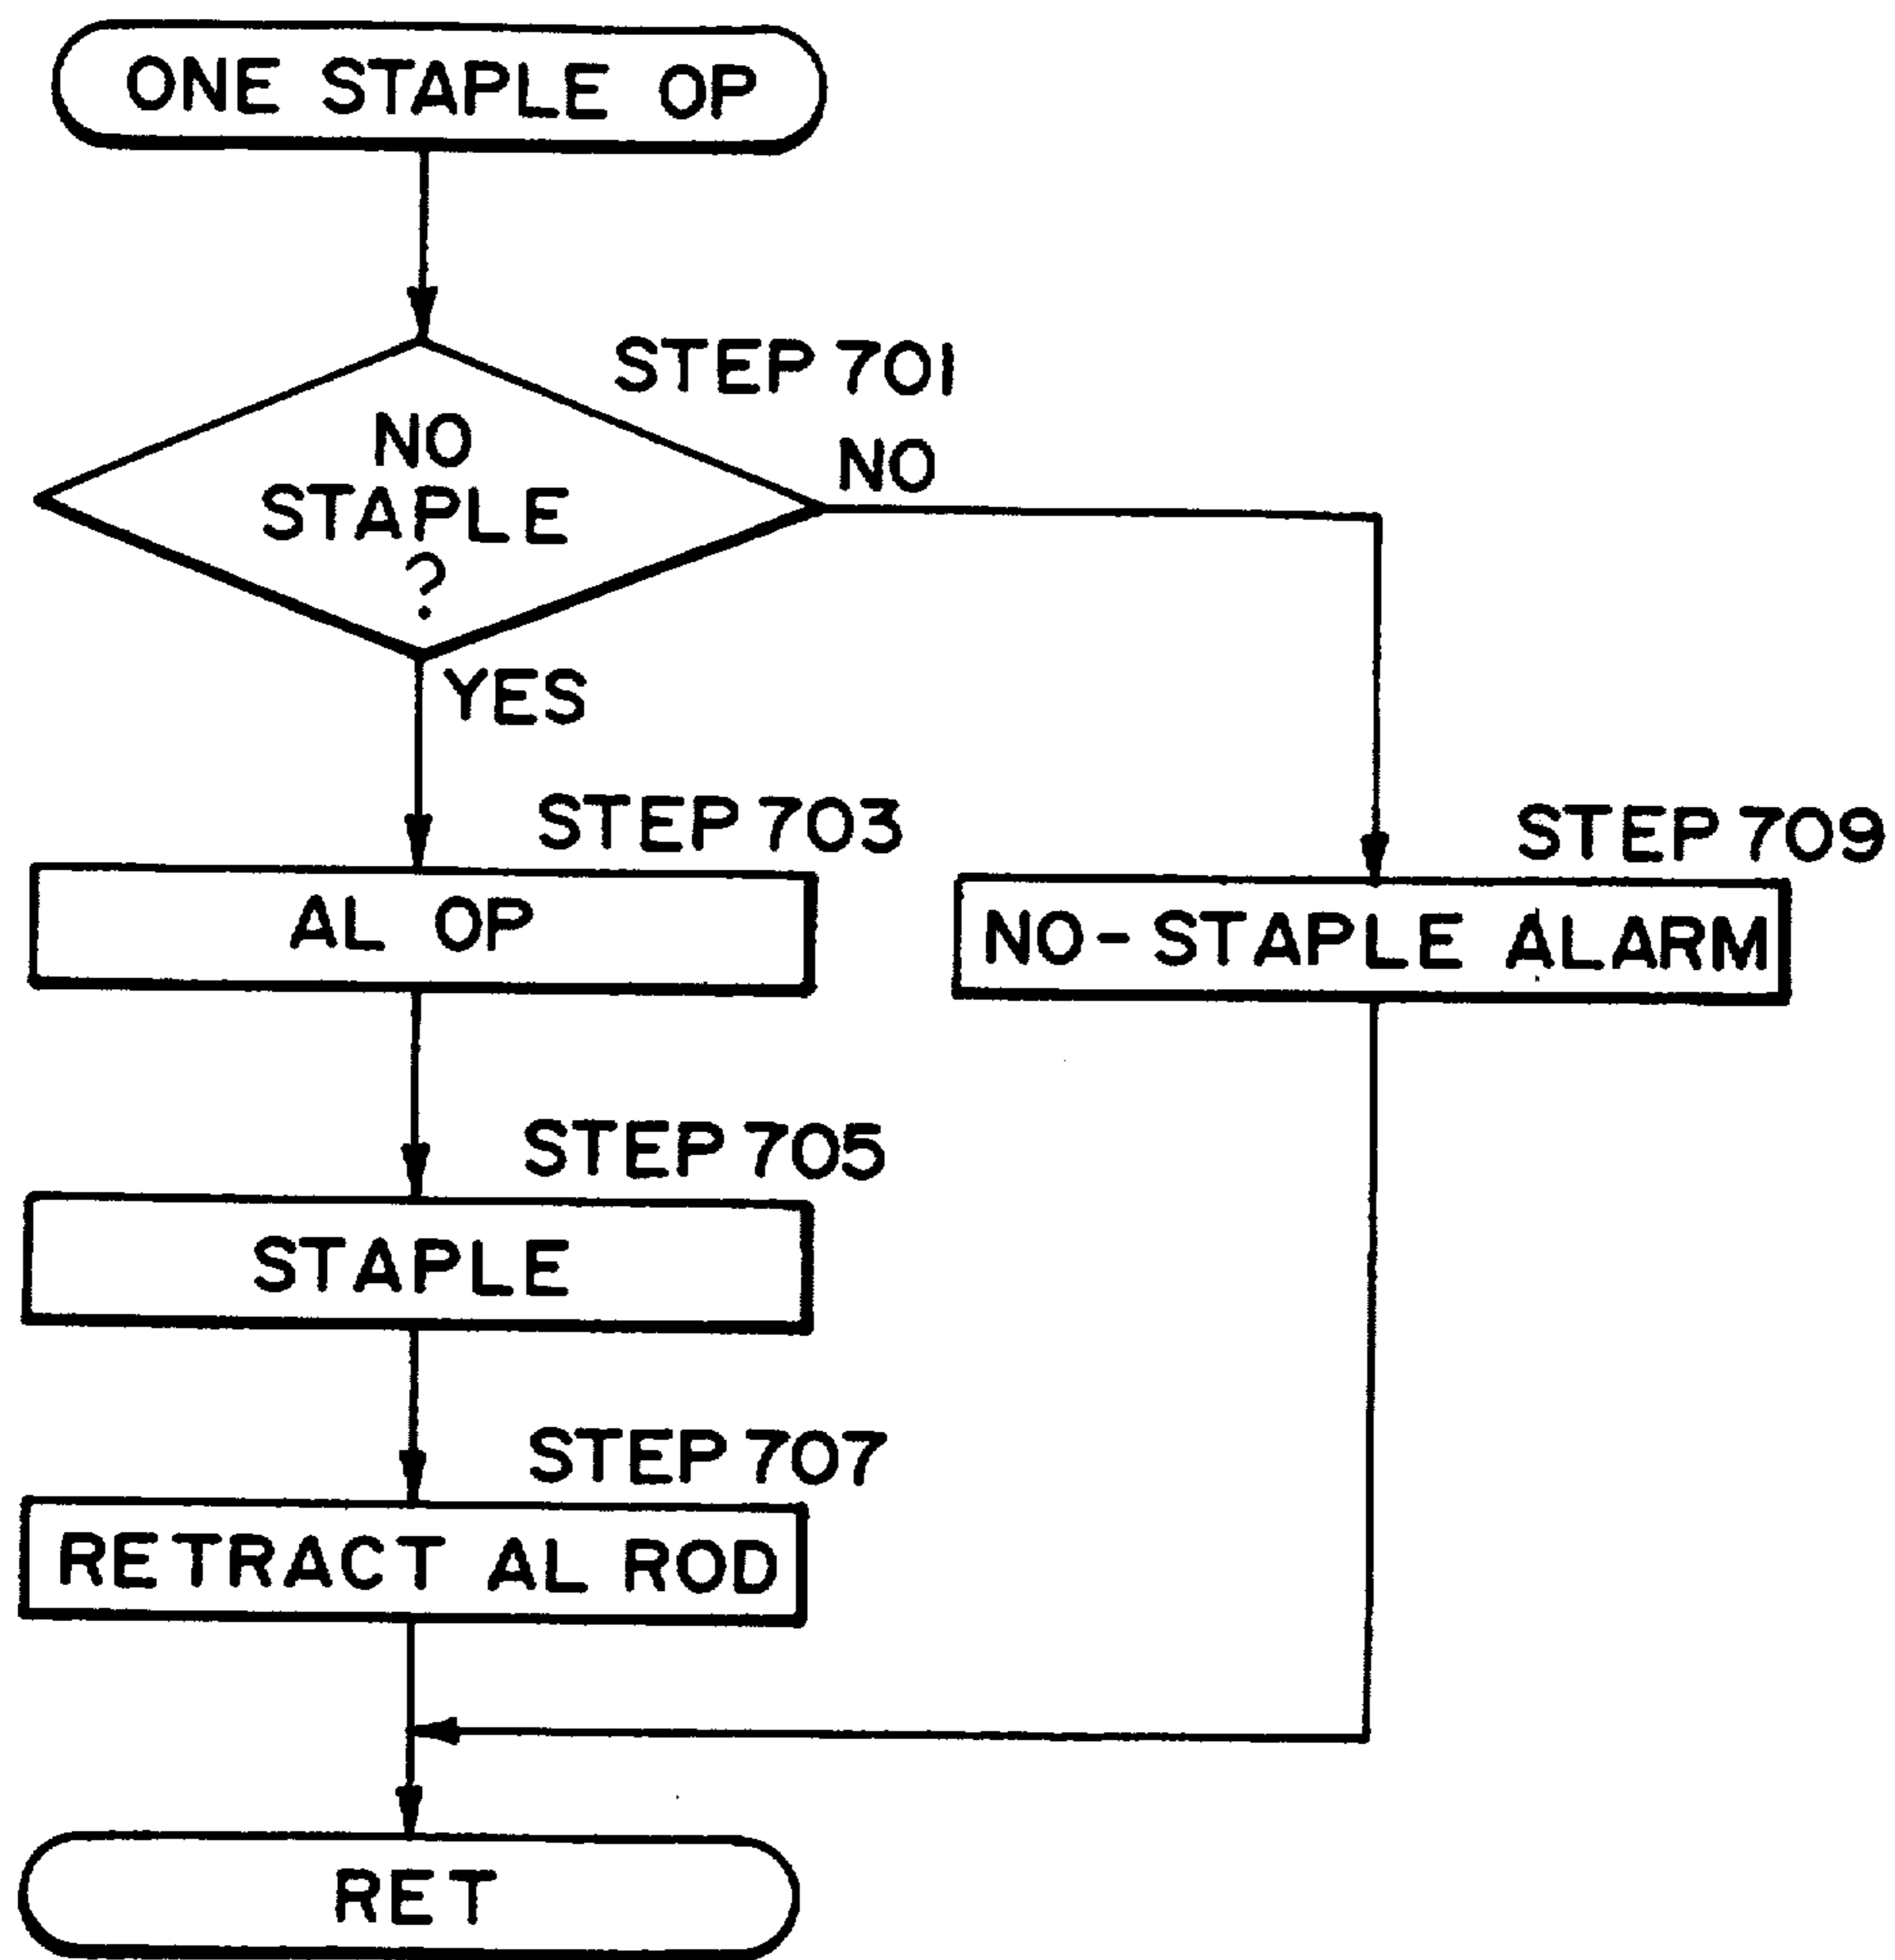 ONE STAPLE OP
STEP 701
NO
STAPLE
?
NO
YES
STEP 703
AL OP
STEP 709
NO-STAPLE ALARM
STEP 705
STAPLE
STEP 707
RETRACT AL ROD
RET